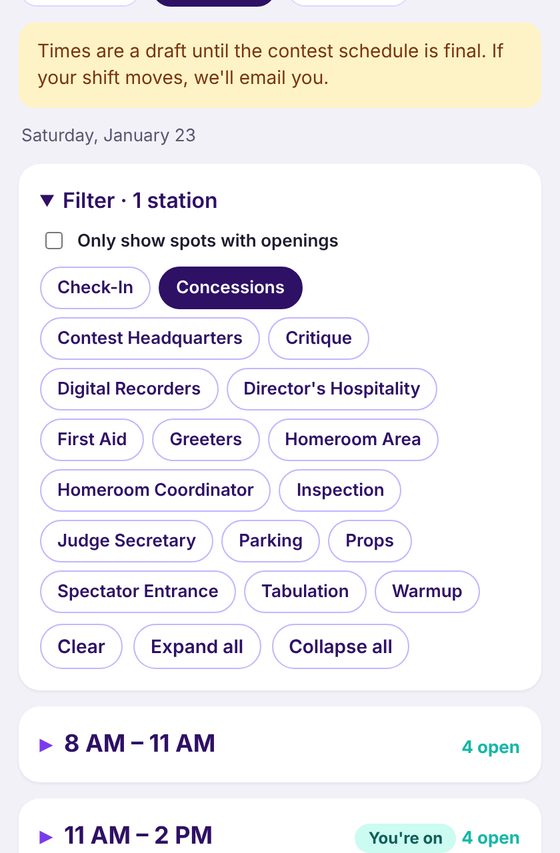 Times are a draft until the contest schedule is final. If
your shift moves, we'll email you.
Saturday, January 23
▼ Filter · 1 station
Only show spots with openings
Check-In Concessions
Contest Headquarters Critique
Digital Recorders Director's Hospitality
First Aid Greeters Homeroom Area
Homeroom Coordinator Inspection
Judge Secretary Parking Props
Spectator Entrance Tabulation Warmup
Clear Expand all Collapse all
▶ 8 AM – 11 AM 4 open
▶ 11 AM – 2 PM You're on 4 open